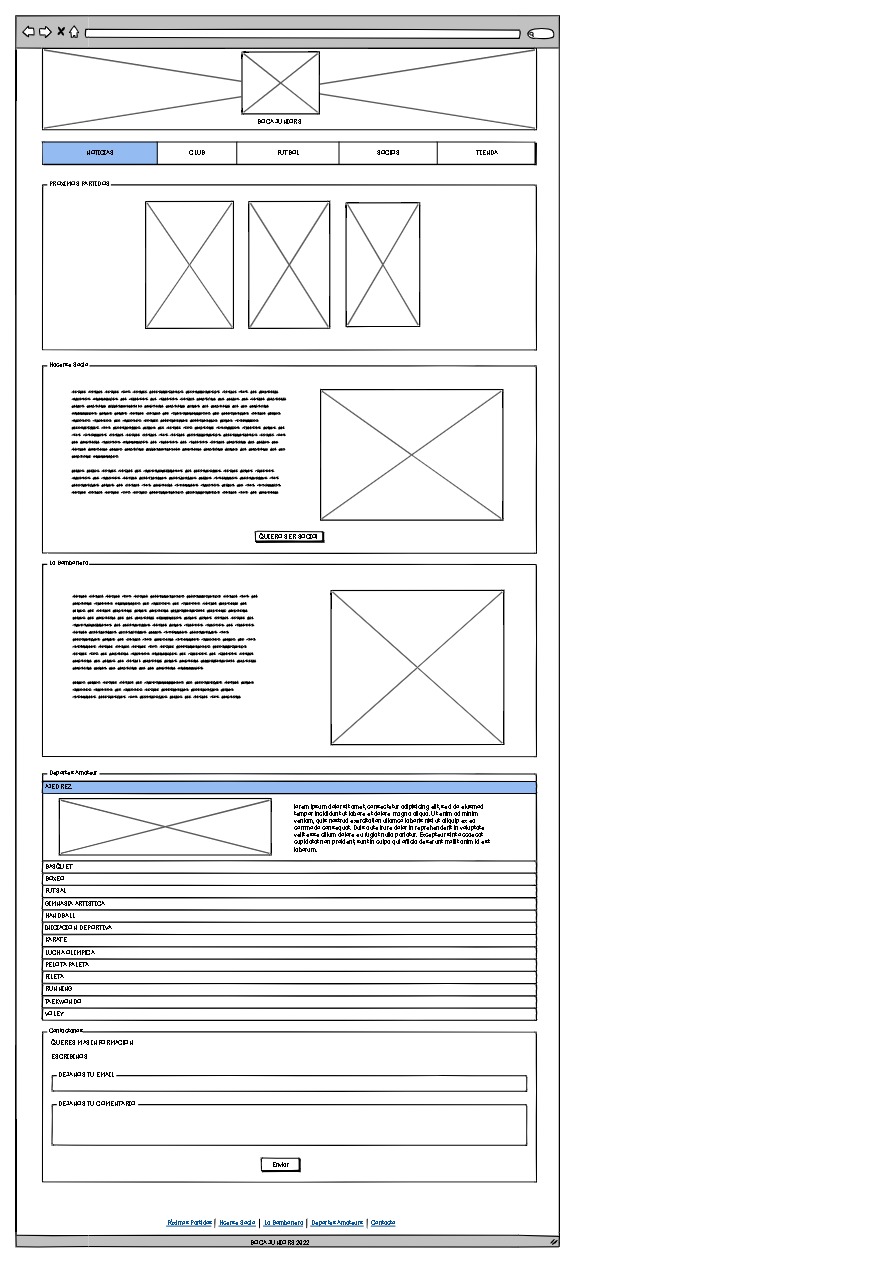 BOCA JUNIORS
NOTICIAS CLUB FUTBOL SOCIOS TIENDA
PROXIMOS PARTIDOS
Hacerse Socio
QUIERO SER SOCIO!
La Bombonera
Deportes Amateur
AJEDREZ
lorem ipsum dolor sit amet, consectetur adipisicing elit, sed do eiusmod
tempor incididunt ut labore et dolore magna aliqua. Ut enim ad minim
veniam, quis nostrud exercitation ullamco laboris nisi ut aliquip ex ea
commodo consequat. Duis aute irure dolor in reprehenderit in voluptate
velit esse cillum dolore eu fugiat nulla pariatur. Excepteur sint occaecat
cupidatat non proident, sunt in culpa qui officia deserunt mollit anim id est
laborum.
BASQUET
BOXEO
FUTSAL
GIMNASIA ARTISTICA
HANDBALL
INICIACION DEPORTIVA
KARATE
LUCHA OLIMPICA
PELOTA PALETA
PILETA
RUNNING
TAEKWONDO
VOLEY
QUERES MAS INFORMACION
ESCRIBINOS
DEJANOS TU EMAIL
DEJANOS TU COMENTARIO
Enviar
Partidos | Hacerse Socio | La Bombonera | Deportes Amateurs | Contacto
BOCA JUNIORS 2022